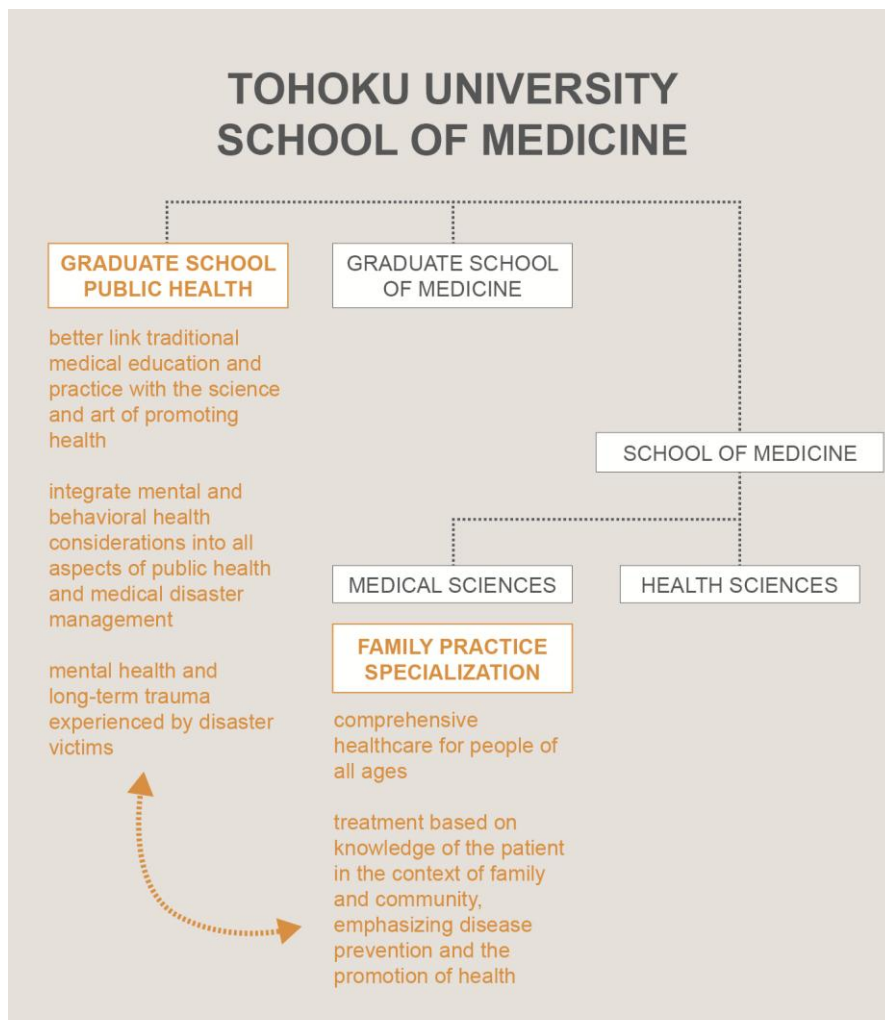 TOHOKU UNIVERSITY
SCHOOL OF MEDICINE
GRADUATE SCHOOL
PUBLIC HEALTH
better link traditional
medical education and
practice with the science
and art of promoting
health
integrate mental and
behavioral health
considerations into all
aspects of public health
and medical disaster
management
mental health and
long-term trauma
experienced by disaster
victims
GRADUATE SCHOOL
OF MEDICINE
SCHOOL OF MEDICINE
MEDICAL SCIENCES
HEALTH SCIENCES
FAMILY PRACTICE
SPECIALIZATION
comprehensive
healthcare for people of
all ages
treatment based on
knowledge of the patient
in the context of family
and community,
emphasizing disease
prevention and the
promotion of health